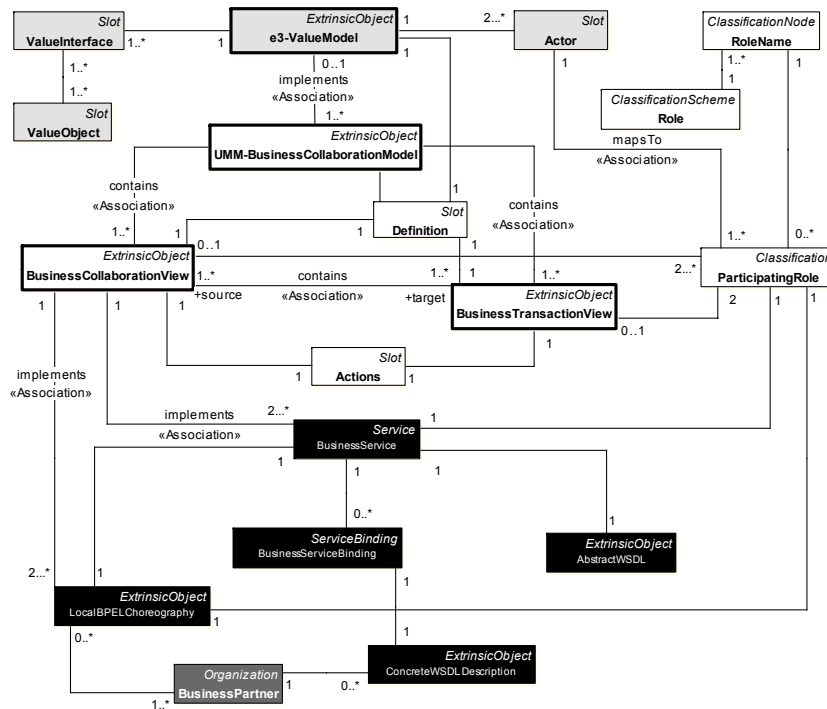 Slot
ValueInterface
1..*
1
ExtrinsicObject
e3-ValueModel
1
1
2...*
Slot
Actor
1
ClassificationNode
RoleName
1..*
1
1
ClassificationScheme
Role
1..*
1..*
Slot
ValueObject
0..1
implements
«Association»
1..*
ExtrinsicObject
UMM-BusinessCollaborationModel
mapsTo
«Association»
contains
«Association»
1..*
contains
«Association»
1..*
1
Slot
Definition
1
1
1
1
1..*
0..*
ExtrinsicObject
BusinessCollaborationView
0..1
1..*
+source
contains
«Association»
1..*
+target
2...*
Classification
ParticipatingRole
ExtrinsicObject
BusinessTransactionView
0..1
2
1
1
1
1
1
1
Slot
Actions
1
1
implements
«Association»
implements
«Association»
2...*
Service
BusinessService
1
1
1
1
0..*
ServiceBinding
BusinessServiceBinding
1
1
ExtrinsicObject
AbstractWSDL
2...*
1
ExtrinsicObject
LocalBPELChoreography
1
0..*
1
ExtrinsicObject
ConcreteWSDLDescription
Organization
BusinessPartner
1..*
1
0..*